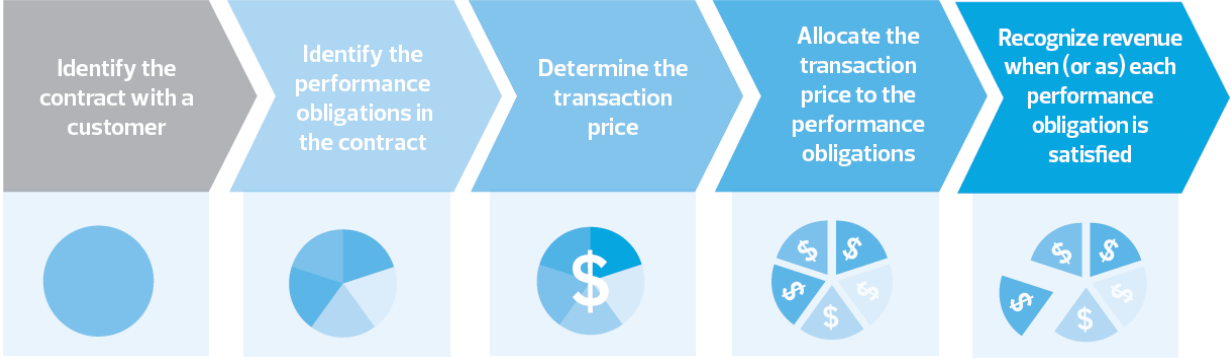 Identify the
contract with a
customer
Identify the
performance
obligations in
the contract
Determine the
transaction
price
Allocate the
transaction
price to the
performance
obligations
Recognize revenue
when (or as) each
performance
obligation is
satisfied
$
$
$
$
$
$
$
$
$
$
$